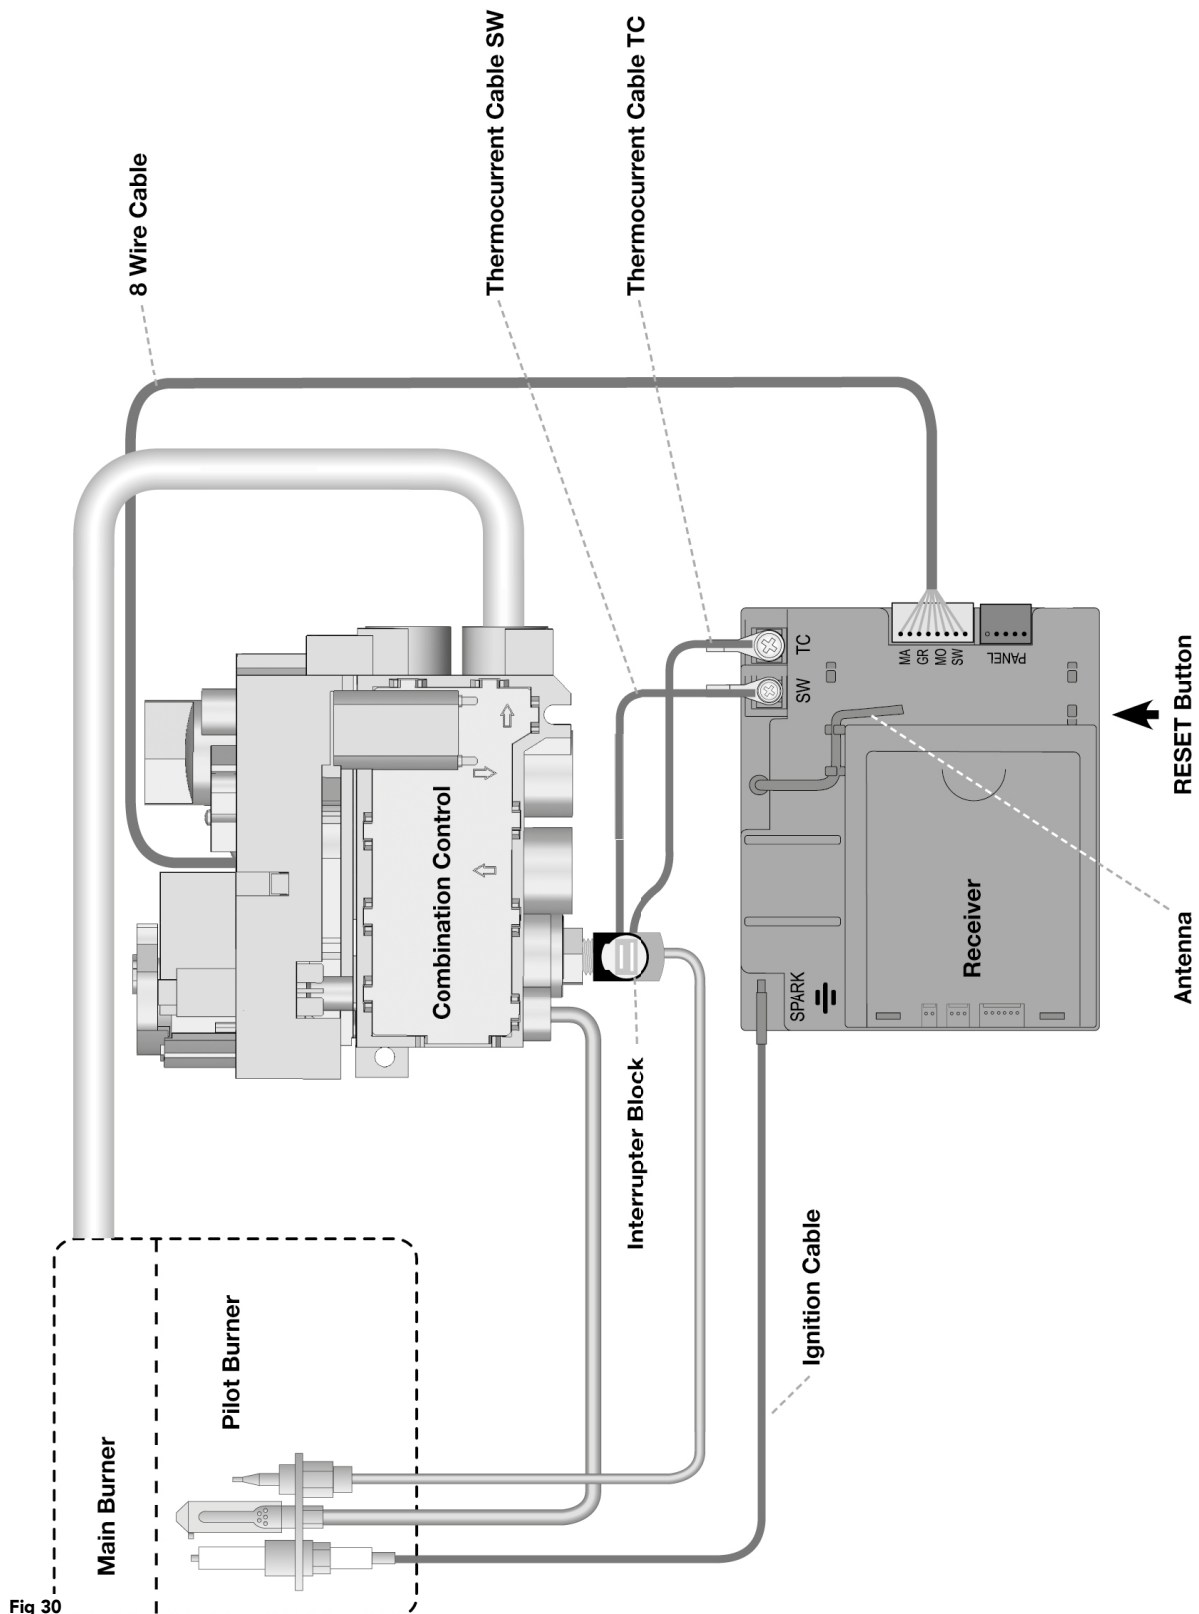 8 Wire Cable
Thermocurrent Cable SW
Thermocurrent Cable TC
Combination Control
TC
SW
MA
GR
MO
SW
PANEL
RESET Button
Receiver
Antenna
SPARK
Interrupter Block
Ignition Cable
Pilot Burner
Main Burner
Fig 30